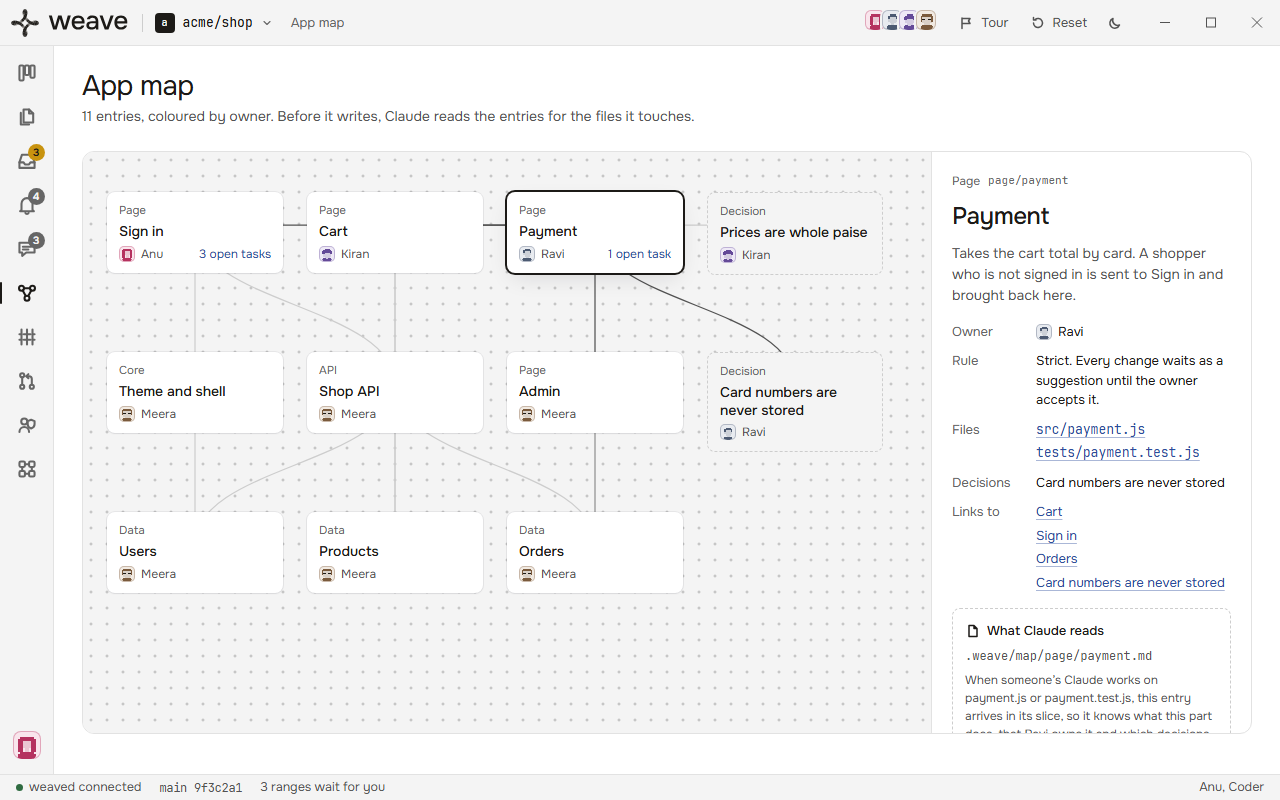 weave
a acme/shop
App map
Tour
Reset
App map
11 entries, coloured by owner. Before it writes, Claude reads the entries for the files it touches.
3
4
3
Page
Sign in
Anu
3 open tasks
Page
Cart
Kiran
Page
Payment
Ravi
1 open task
Decision
Prices are whole paise
Kiran
Core
Theme and shell
Meera
API
Shop API
Meera
Page
Admin
Meera
Decision
Card numbers are
never stored
Ravi
Data
Users
Meera
Data
Products
Meera
Data
Orders
Meera
Page page/payment
Payment
Takes the cart total by card. A shopper
who is not signed in is sent to Sign in and
brought back here.
Owner
Ravi
Rule
Strict. Every change waits as a
suggestion until the owner
accepts it.
Files
src/payment.js
tests/payment.test.js
Decisions
Card numbers are never stored
Links to
Cart
Sign in
Orders
Card numbers are never stored
What Claude reads
.weave/map/page/payment.md
When someone's Claude works on
payment.js or payment.test.js, this entry
arrives in its slice, so it knows what this part
does, that Ravi owns it and which decisions
weaved connected
main 9f3c2a1
3 ranges wait for you
Anu, Coder